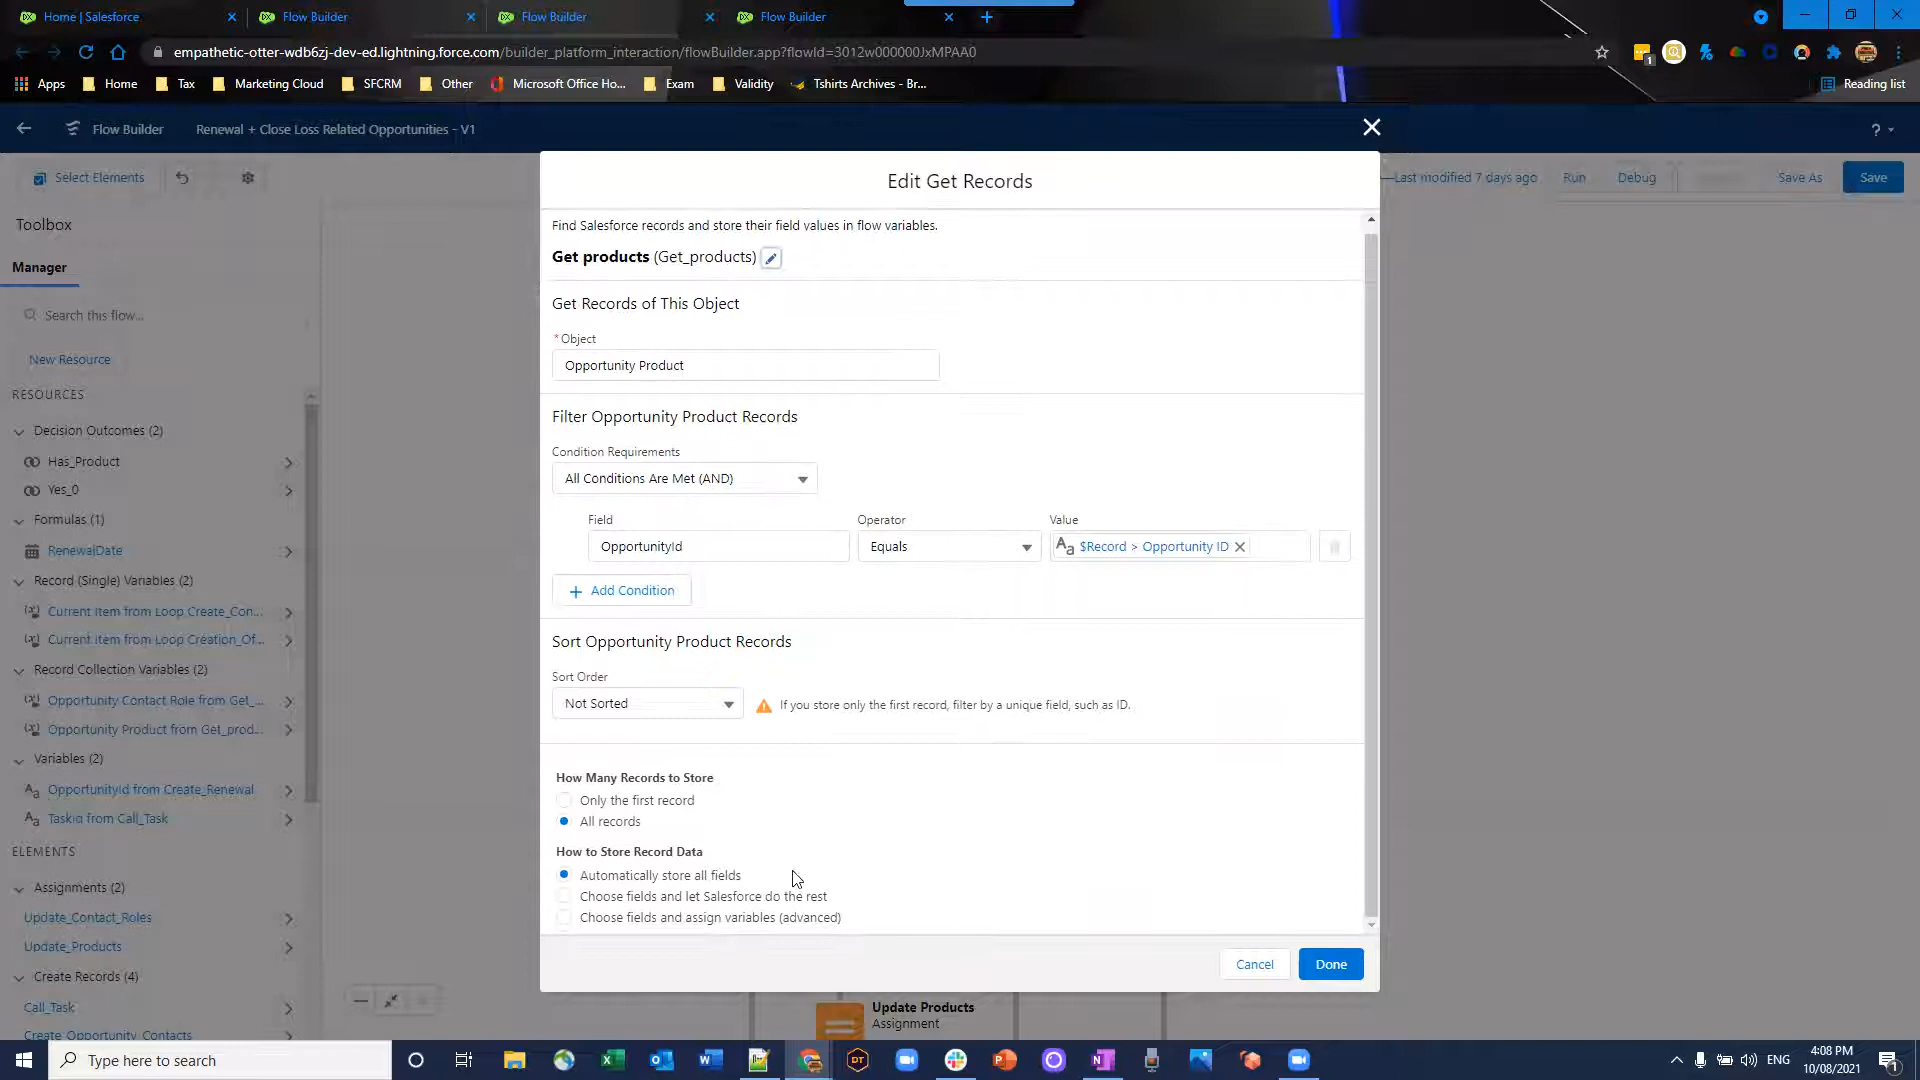 Home | Salesforce
Flow Builder
Flow Builder
Flow Builder
empathetic-otter-wdb6zj-dev-ed.lightning.force.com/builder_platform_interaction/flowBuilder.app?flowId=3012w000000JxMPAA0
Apps
Home
Tax
Marketing Cloud
SFCRM
Other
Microsoft Office Ho...
Exam
Validity
Tshirts Archives - Br...
Reading list
Flow Builder
Renewal + Close Loss Related Opportunities - V1
?
Select Elements
Last modified 7 days ago
Run
Debug
Save As
Save
Toolbox
Manager
Search this flow...
New Resource
RESOURCES
Decision Outcomes (2)
Has_Product
Yes_0
Formulas (1)
RenewalDate
Record (Single) Variables (2)
Current Item from Loop Create_Con...
Current Item from Loop Creation_Of...
Record Collection Variables (2)
Opportunity Contact Role from Get_...
Opportunity Product from Get_prod...
Variables (2)
OpportunityId from Create_Renewal
TaskId from Call_Task
ELEMENTS
Assignments (2)
Update_Contact_Roles
Update_Products
Create Records (4)
Call_Task
Create_Opportunity_Contacts
Edit Get Records
Find Salesforce records and store their field values in flow variables.
Get products (Get_products)
Get Records of This Object
*Object
Opportunity Product
Filter Opportunity Product Records
Condition Requirements
All Conditions Are Met (AND)
Field
Operator
Value
OpportunityId
Equals
Aa $Record > Opportunity ID
+ Add Condition
Sort Opportunity Product Records
Sort Order
Not Sorted
If you store only the first record, filter by a unique field, such as ID.
How Many Records to Store
Only the first record
All records
How to Store Record Data
Automatically store all fields
Choose fields and let Salesforce do the rest
Choose fields and assign variables (advanced)
Cancel
Done
Update Products
Assignment
Type here to search
ENG
4:08 PM
10/08/2021